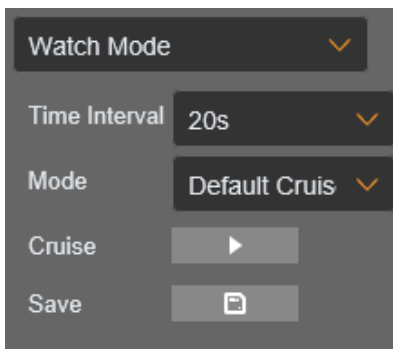 Watch Mode
Time Interval 20s
Mode Default Cruis
Cruise
Save